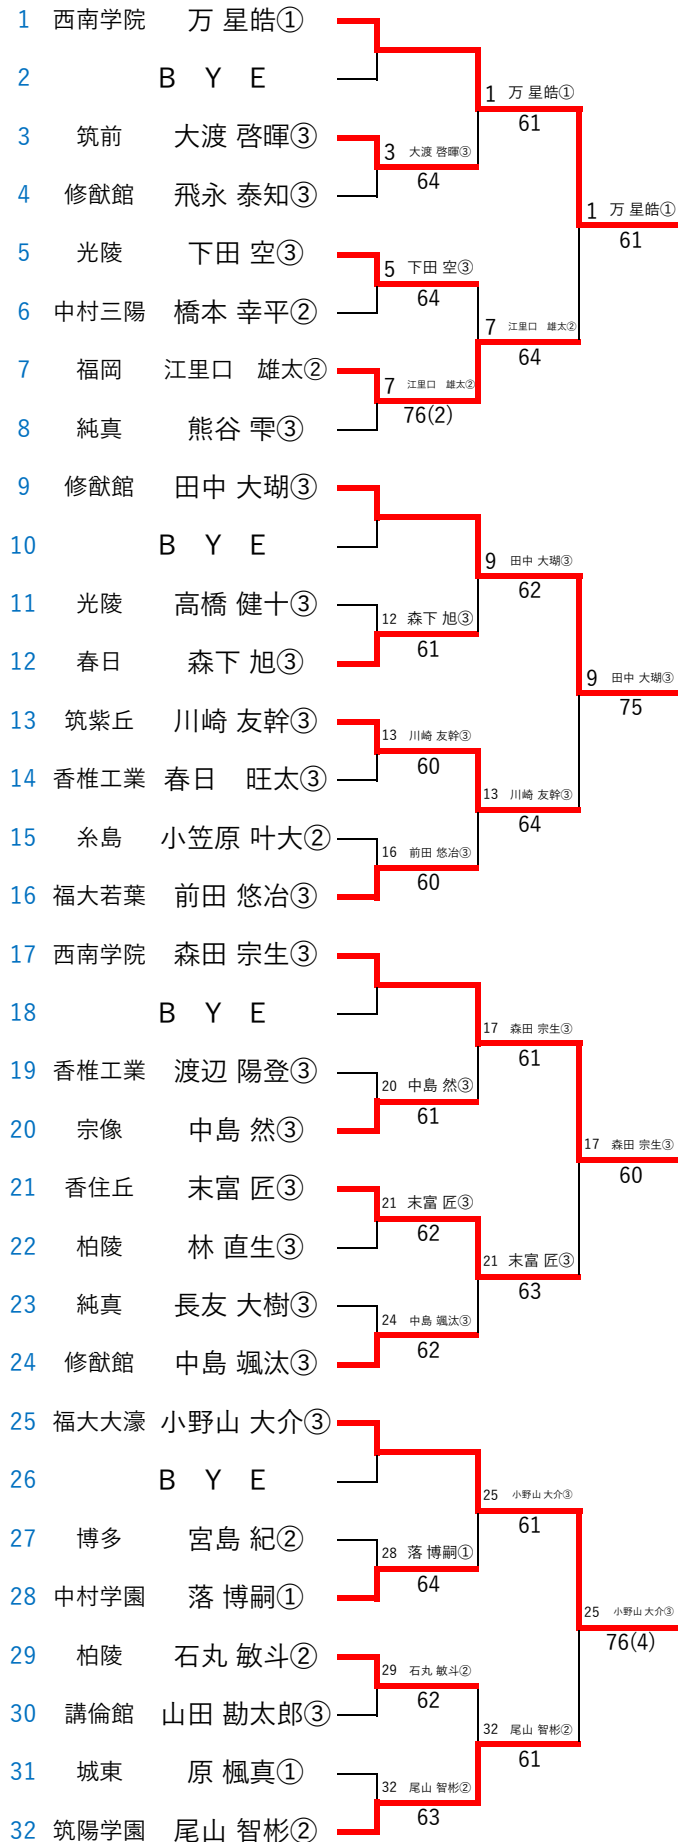 1 西南学院 万 星皓①
2 B Y E
1 万 星皓①
61
3 筑前 大渡 啓暉③
3 大渡 啓暉③
64
4 修猷館 飛永 泰知③
1 万 星皓①
61
5 光陵 下田 空③
5 下田 空③
64
6 中村三陽 橋本 幸平②
7 江里口 雄太②
64
7 福岡 江里口 雄太②
7 江里口 雄太②
76(2)
8 純真 熊谷 雫③
9 修猷館 田中 大瑚③
10 B Y E
9 田中 大瑚③
62
11 光陵 高橋 健十③
12 森下 旭③
61
12 春日 森下 旭③
9 田中 大瑚③
75
13 筑紫丘 川崎 友幹③
13 川崎 友幹③
60
14 香椎工業 春日 旺太③
13 川崎 友幹③
64
15 糸島 小笠原 叶大②
16 前田 悠冶③
60
16 福大若葉 前田 悠冶③
17 西南学院 森田 宗生③
18 B Y E
17 森田 宗生③
61
19 香椎工業 渡辺 陽登③
20 中島 然③
61
20 宗像 中島 然③
17 森田 宗生③
60
21 香住丘 末富 匠③
21 末富 匠③
62
22 柏陵 林 直生③
21 末富 匠③
63
23 純真 長友 大樹③
24 中島 颯汰③
62
24 修猷館 中島 颯汰③
25 福大大濠 小野山 大介③
26 B Y E
25 小野山 大介③
61
27 博多 宮島 紀②
28 落 博嗣①
64
28 中村学園 落 博嗣①
25 小野山 大介③
76(4)
29 柏陵 石丸 敏斗②
29 石丸 敏斗②
62
30 講倫館 山田 勘太郎③
32 尾山 智彬②
61
31 城東 原 楓真①
32 尾山 智彬②
63
32 筑陽学園 尾山 智彬②